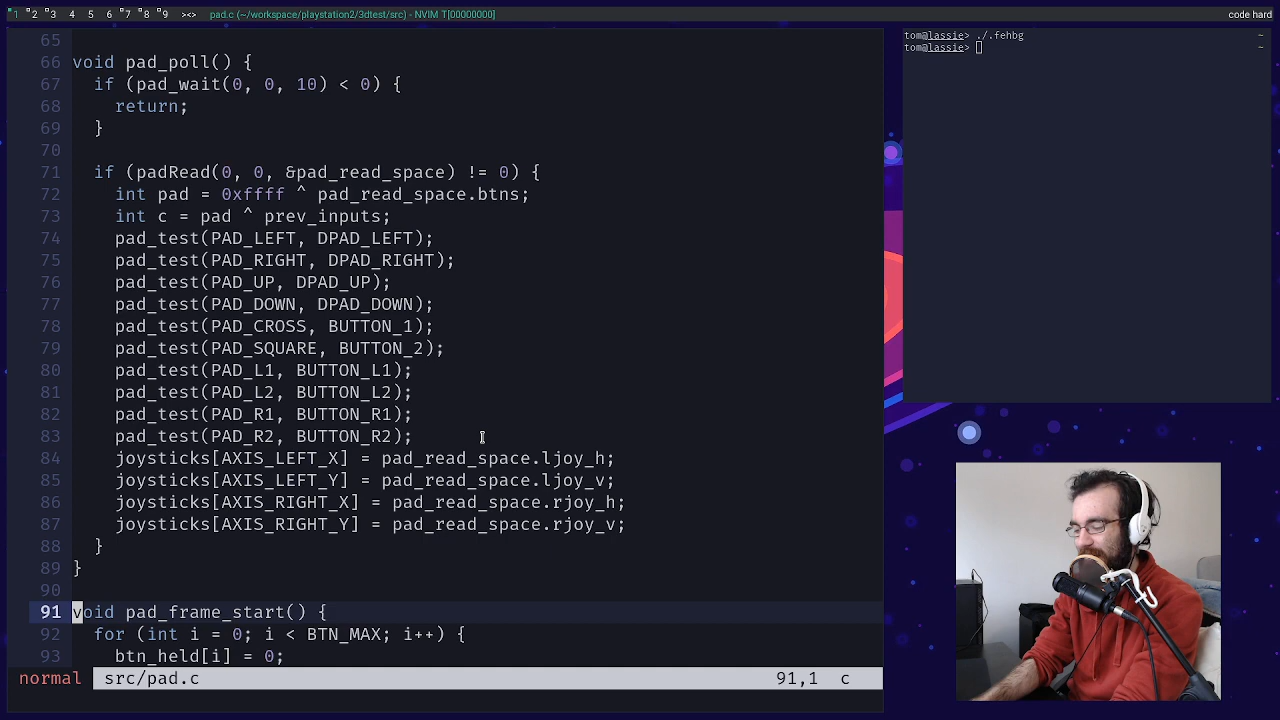 1 2 3 4 5 6 7 8 9 ><> pad.c (~/workspace/playstation2/3dtest/src) - NVIM T[00000000] code hard
65
66 void pad_poll() {
67 if (pad_wait(0, 0, 10) < 0) {
68 return;
69 }
70
71 if (padRead(0, 0, &pad_read_space) != 0) {
72 int pad = 0xffff ^ pad_read_space.btns;
73 int c = pad ^ prev_inputs;
74 pad_test(PAD_LEFT, DPAD_LEFT);
75 pad_test(PAD_RIGHT, DPAD_RIGHT);
76 pad_test(PAD_UP, DPAD_UP);
77 pad_test(PAD_DOWN, DPAD_DOWN);
78 pad_test(PAD_CROSS, BUTTON_1);
79 pad_test(PAD_SQUARE, BUTTON_2);
80 pad_test(PAD_L1, BUTTON_L1);
81 pad_test(PAD_L2, BUTTON_L2);
82 pad_test(PAD_R1, BUTTON_R1);
83 pad_test(PAD_R2, BUTTON_R2);
84 joysticks[AXIS_LEFT_X] = pad_read_space.ljoy_h;
85 joysticks[AXIS_LEFT_Y] = pad_read_space.ljoy_v;
86 joysticks[AXIS_RIGHT_X] = pad_read_space.rjoy_h;
87 joysticks[AXIS_RIGHT_Y] = pad_read_space.rjoy_v;
88 }
89 }
90
91 void pad_frame_start() {
92 for (int i = 0; i < BTN_MAX; i++) {
93 btn_held[i] = 0;
normal src/pad.c 91,1 c
tom@lassie> ./.fehbg ~
tom@lassie> ~